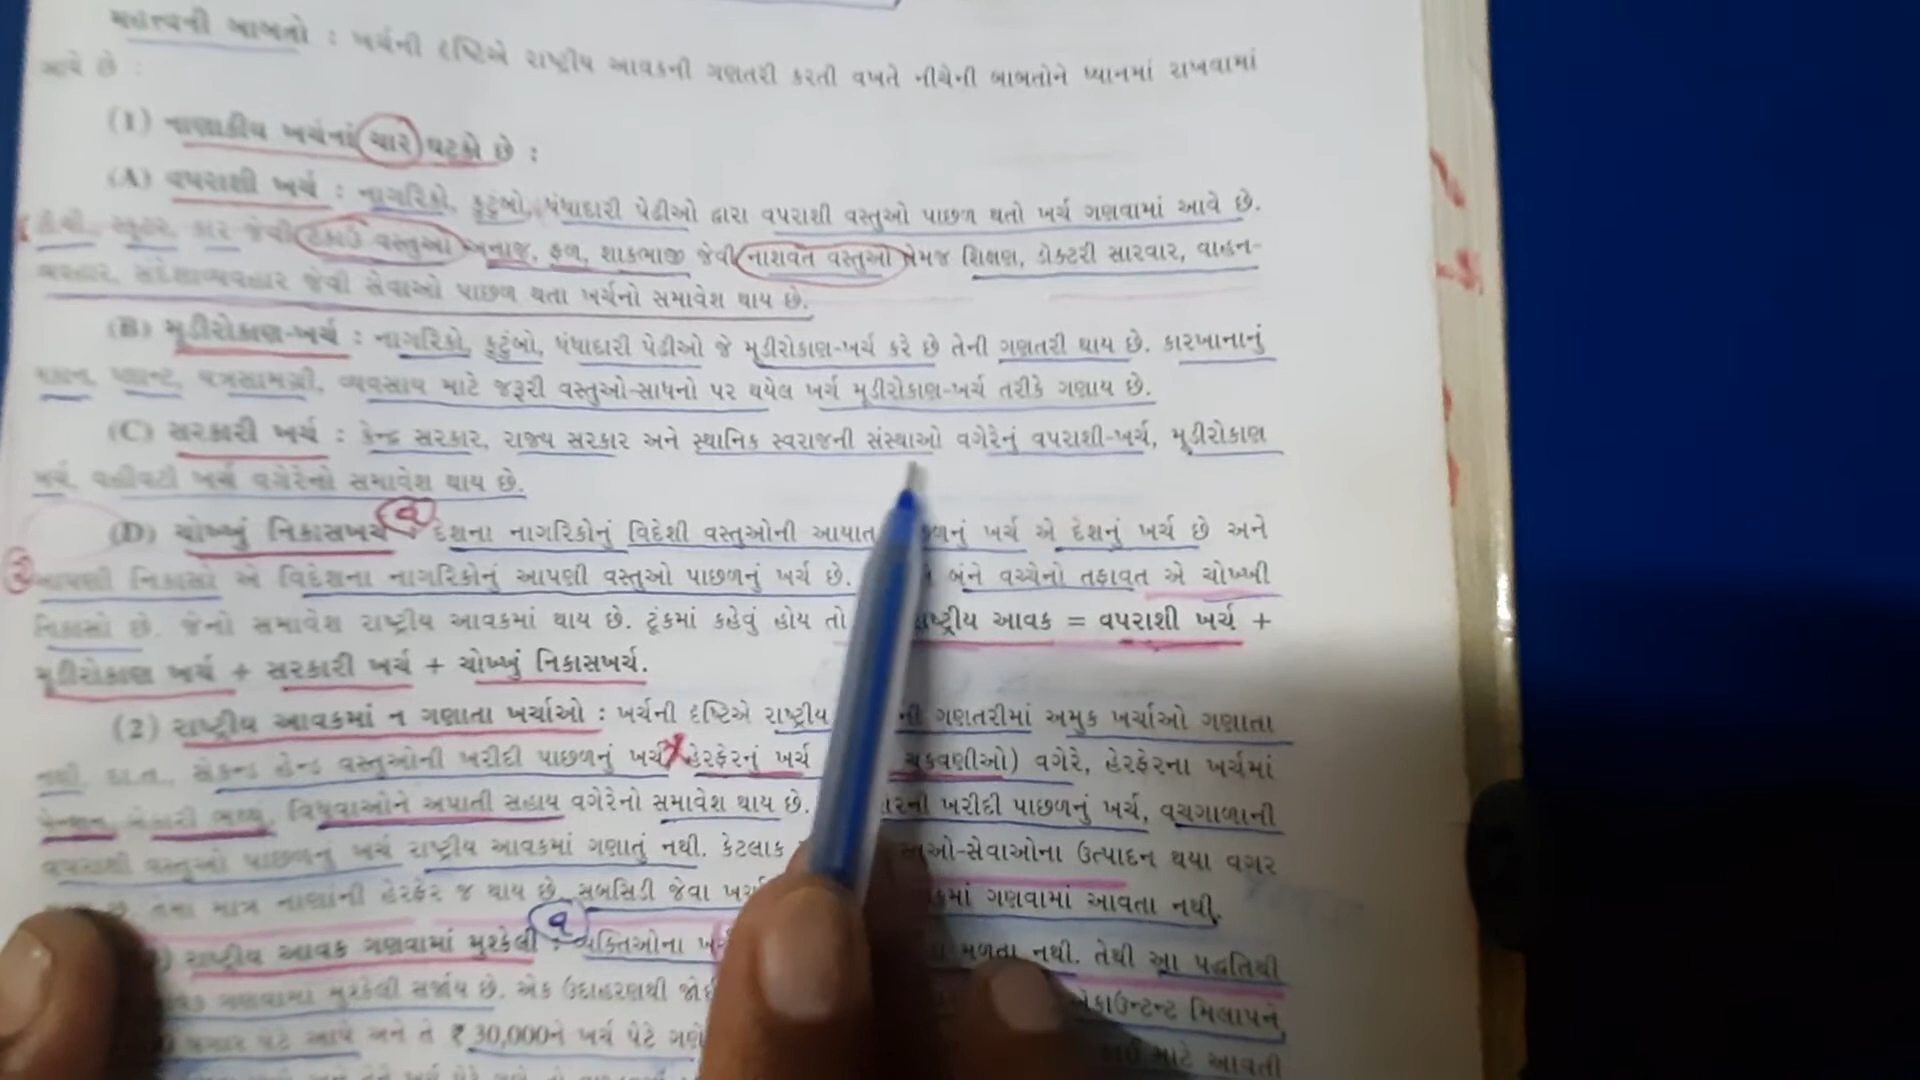 મહત્ત્વની બાબતો : ખર્ચની દૃષ્ટિએ રાષ્ટ્રીય આવકની ગણતરી કરતી વખતે નીચેની બાબતોને ધ્યાનમાં રાખવામાં
આવે છે :
(1) નાણાકીય ખર્ચનાં ચાર ઘટકો છે :
(A) વપરાશી ખર્ચ : નાગરિકો, કુટુંબો, ધંધાદારી પેઢીઓ દ્વારા વપરાશી વસ્તુઓ પાછળ થતો ખર્ચ ગણવામાં આવે છે.
ટીવી, સ્કૂટર, કાર જેવી ટકાઉ વસ્તુઓ અનાજ, ફળ, શાકભાજી જેવી નાશવંત વસ્તુઓ તેમજ શિક્ષણ, ડોક્ટરી સારવાર, વાહન-
વ્યવહાર, સંદેશાવ્યવહાર જેવી સેવાઓ પાછળ થતા ખર્ચનો સમાવેશ થાય છે.
(B) મૂડીરોકાણ-ખર્ચ : નાગરિકો, કુટુંબો, ધંધાદારી પેઢીઓ જે મૂડીરોકાણ-ખર્ચ કરે છે તેની ગણતરી થાય છે. કારખાનાનું
મકાન, પ્લાન્ટ, યંત્રસામગ્રી, વ્યવસાય માટે જરૂરી વસ્તુઓ-સાધનો પર થયેલ ખર્ચ મૂડીરોકાણ-ખર્ચ તરીકે ગણાય છે.
(C) સરકારી ખર્ચ : કેન્દ્ર સરકાર, રાજ્ય સરકાર અને સ્થાનિક સ્વરાજની સંસ્થાઓ વગેરેનું વપરાશી-ખર્ચ, મૂડીરોકાણ
ખર્ચ, વહીવટી ખર્ચ વગેરેનો સમાવેશ થાય છે.
(D) ચોખ્ખું નિકાસખર્ચ : દેશના નાગરિકોનું વિદેશી વસ્તુઓની આયાત ળનું ખર્ચ એ દેશનું ખર્ચ છે અને
આપણી નિકાસો એ વિદેશના નાગરિકોનું આપણી વસ્તુઓ પાછળનું ખર્ચ છે. બંને વચ્ચેનો તફાવત એ ચોખ્ખી
નિકાસો છે. જેનો સમાવેશ રાષ્ટ્રીય આવકમાં થાય છે. ટૂંકમાં કહેવું હોય તો ષ્ટ્રીય આવક = વપરાશી ખર્ચ +
મૂડીરોકાણ ખર્ચ + સરકારી ખર્ચ + ચોખ્ખું નિકાસખર્ચ.
(2) રાષ્ટ્રીય આવકમાં ન ગણાતા ખર્ચાઓ : ખર્ચની દૃષ્ટિએ રાષ્ટ્રીય ની ગણતરીમાં અમુક ખર્ચાઓ ગણાતા
નથી. દા.ત., સેકન્ડ હેન્ડ વસ્તુઓની ખરીદી પાછળનું ખર્ચ હેરફેરનું ખર્ચ ચુકવણીઓ) વગેરે, હેરફેરના ખર્ચમાં
પેન્શન, બેકારી ભથ્થુ, વિધવાઓને અપાતી સહાય વગેરેનો સમાવેશ થાય છે. ખરીદી પાછળનું ખર્ચ, વચગાળાની
વપરાશી વસ્તુઓ પાછળનું ખર્ચ રાષ્ટ્રીય આવકમાં ગણાતું નથી. કેટલાક તુઓ-સેવાઓના ઉત્પાદન થયા વગર
છે. તેમાં માત્ર નાણાંની હેરફેર જ થાય છે. સબસિડી જેવા ખર્ચા કમાં ગણવામાં આવતા નથી.
રાષ્ટ્રીય આવક ગણવામાં મુશ્કેલી : વ્યક્તિઓના મળતા નથી. તેથી આ પદ્ધતિથી
ગણવામાં મુશ્કેલી સર્જાય છે. એક ઉદાહરણથી જોઈ એકાઉન્ટન્ટ મિલાપને
પગાર પેટે આપે અને તે ₹ 30,000ને ખર્ચ પેટે ગણે માટે આવતી